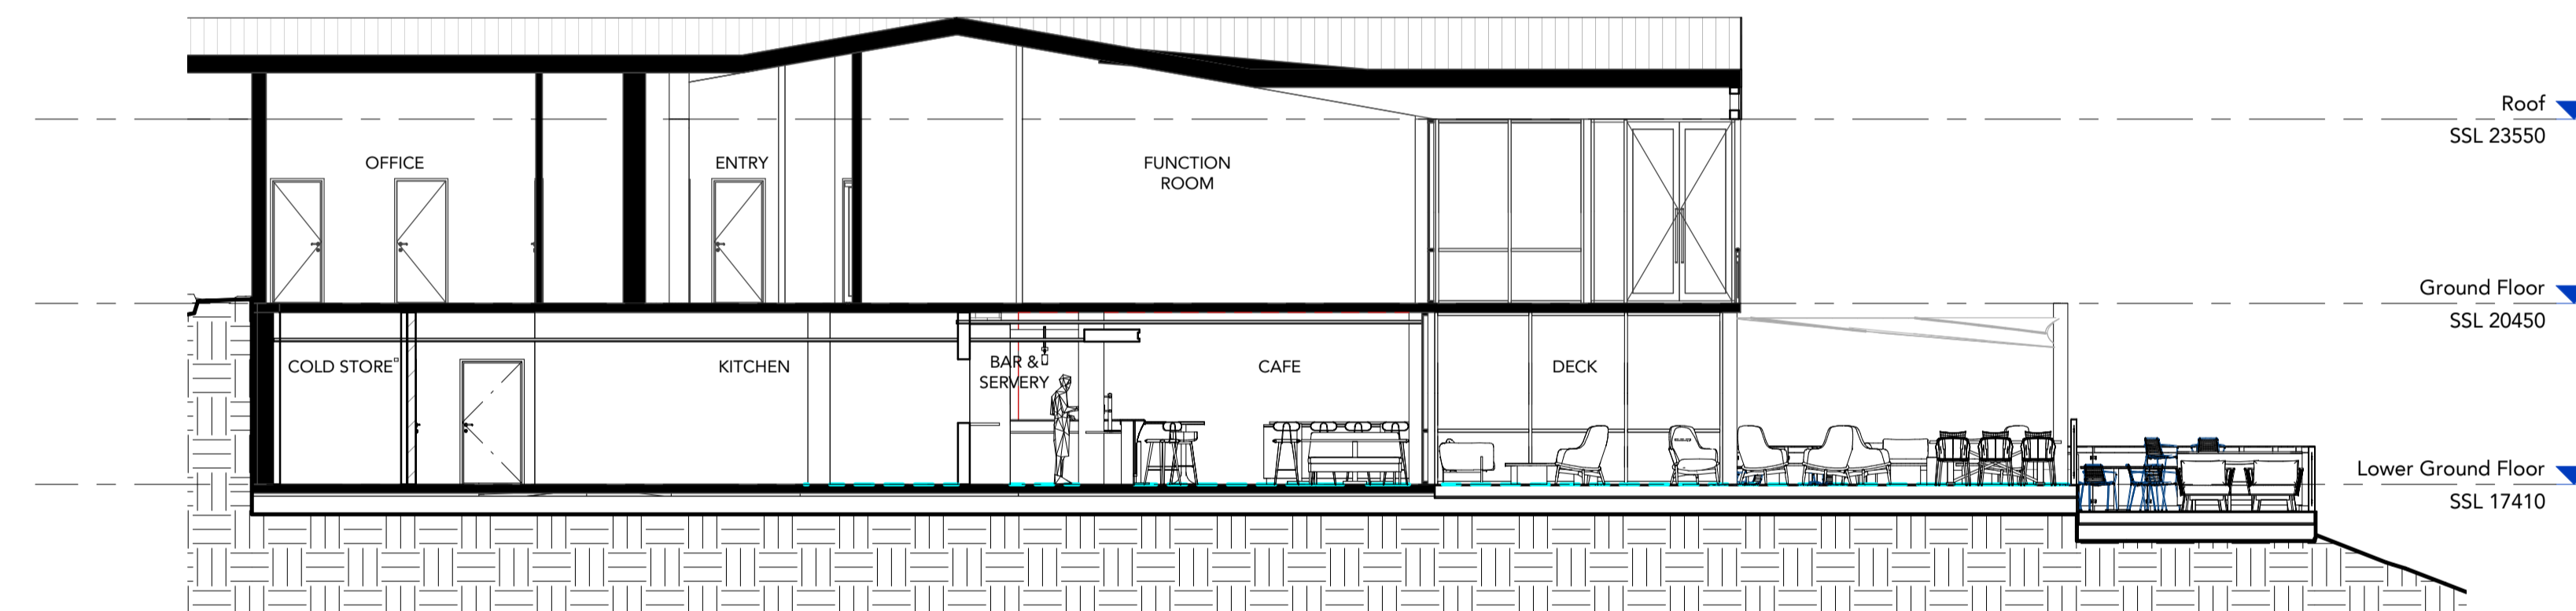 Roof
SSL 23550
OFFICE
ENTRY
FUNCTION
ROOM
Ground Floor
SSL 20450
COLD STORE
KITCHEN
BAR &
SERVERY
CAFE
DECK
Lower Ground Floor
SSL 17410